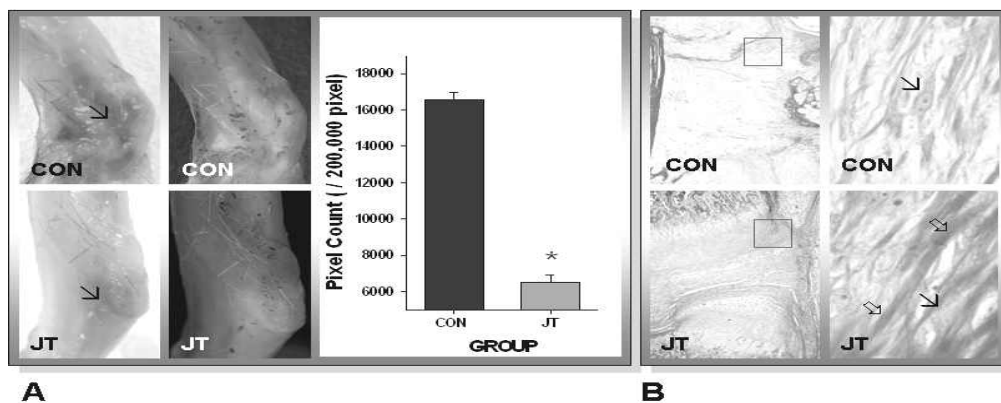 CON
CON
JT
JT
Pixel Count ( / 200,000 pixel)
18000
16000
14000
12000
10000
8000
6000
*
CON
JT
GROUP
A
CON
CON
JT
JT
B